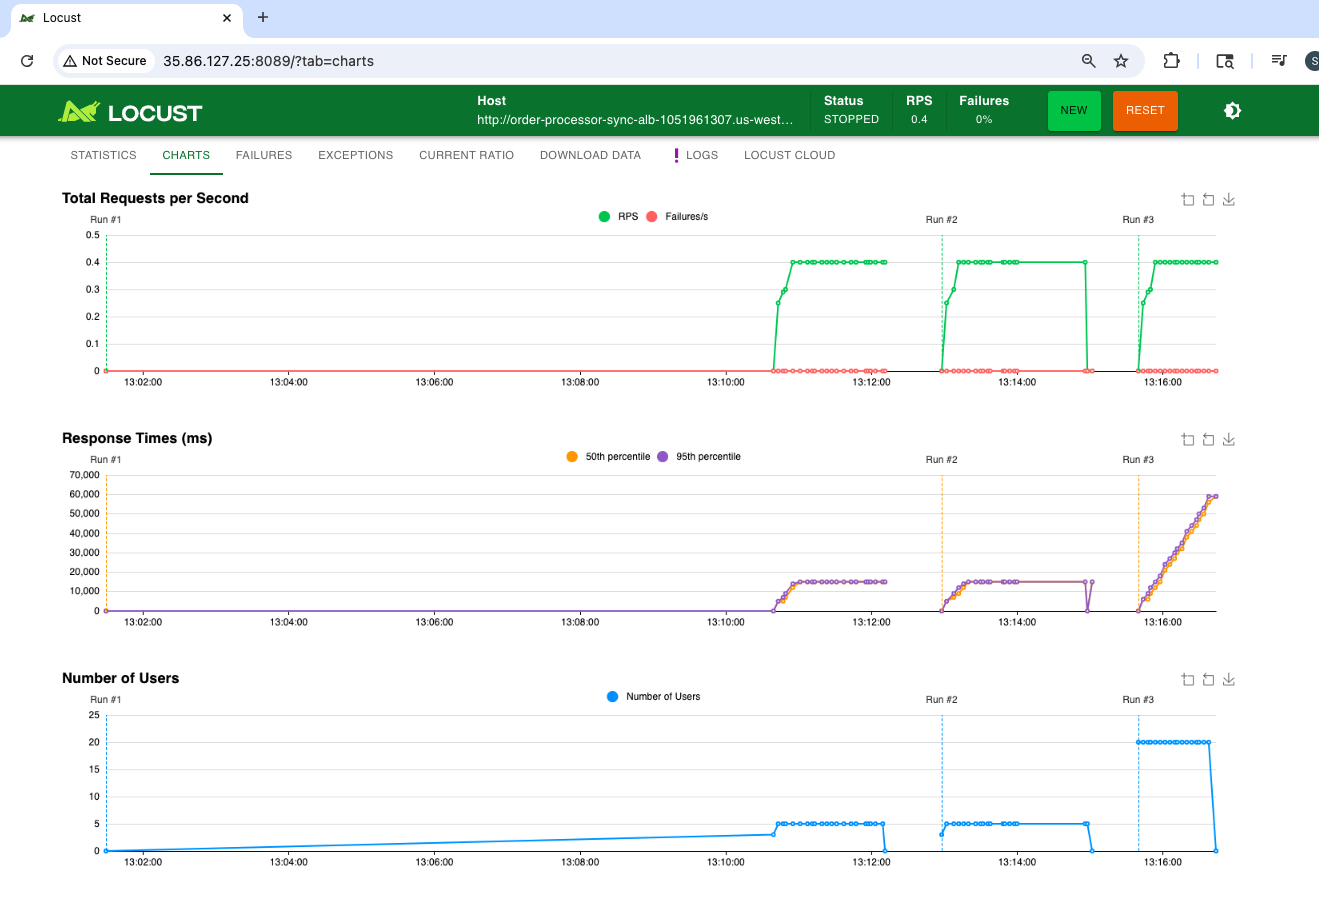 Locust
Not Secure 35.86.127.25:8089/?tab=charts
S
LOCUST
Host
http://order-processor-sync-alb-1051961307.us-west...
Status
STOPPED
RPS
0.4
Failures
0%
NEW
RESET
STATISTICS CHARTS FAILURES EXCEPTIONS CURRENT RATIO DOWNLOAD DATA LOGS LOCUST CLOUD
Total Requests per Second
RPS Failures/s
Run #1 Run #2 Run #3
0.5
0.4
0.3
0.2
0.1
0
13:02:00 13:04:00 13:06:00 13:08:00 13:10:00 13:12:00 13:14:00 13:16:00
Response Times (ms)
50th percentile 95th percentile
Run #1 Run #2 Run #3
70,000
60,000
50,000
40,000
30,000
20,000
10,000
0
13:02:00 13:04:00 13:06:00 13:08:00 13:10:00 13:12:00 13:14:00 13:16:00
Number of Users
Number of Users
Run #1 Run #2 Run #3
25
20
15
10
5
0
13:02:00 13:04:00 13:06:00 13:08:00 13:10:00 13:12:00 13:14:00 13:16:00